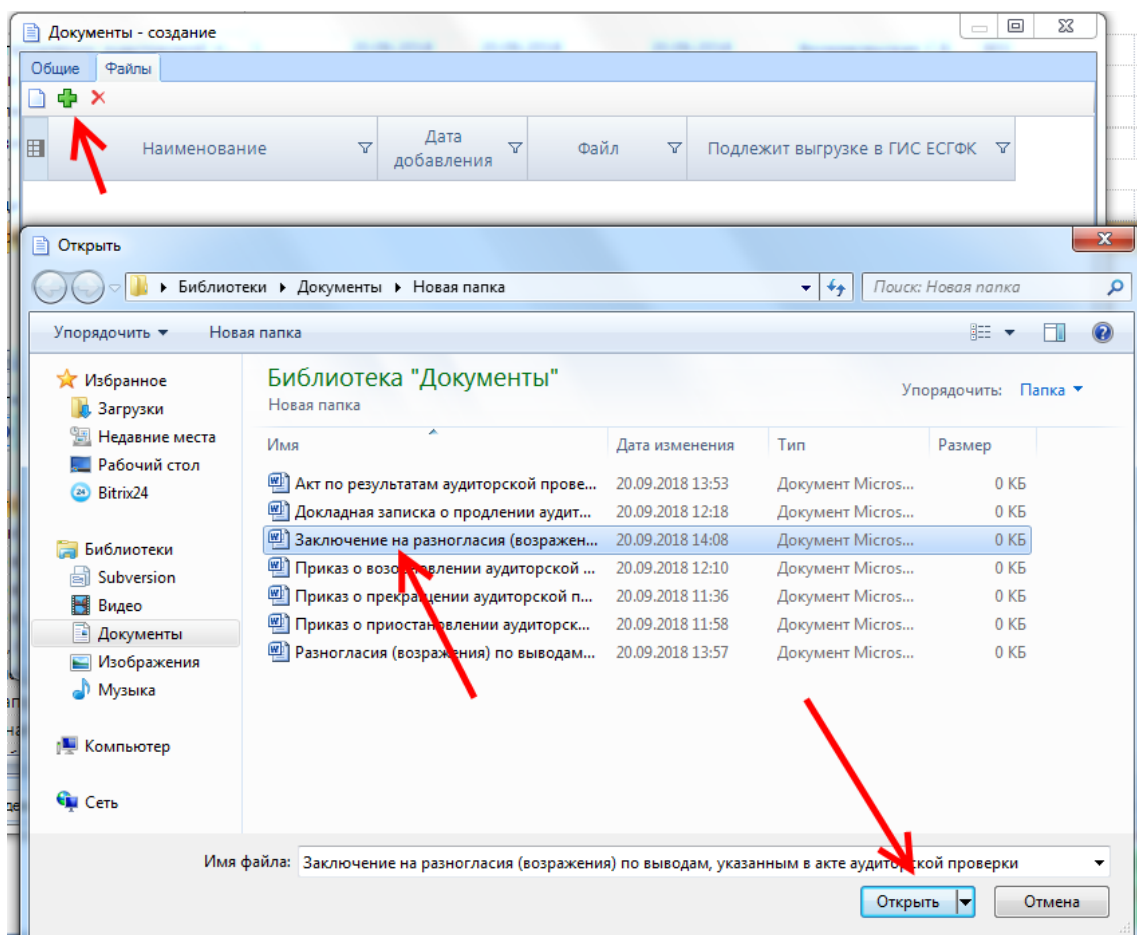 Документы - создание
Общие Файлы
Наименование Дата добавления Файл Подлежит выгрузке в ГИС ЕСГФК
Открыть
Библиотеки Документы Новая папка Поиск: Новая папка
Упорядочить Новая папка
Избранное
Загрузки
Недавние места
Рабочий стол
Bitrix24
Библиотеки
Subversion
Видео
Документы
Изображения
Музыка
Компьютер
Сеть
Библиотека "Документы"
Новая папка
Упорядочить: Папка
Имя Дата изменения Тип Размер
Акт по результатам аудиторской прове... 20.09.2018 13:53 Документ Micros... 0 КБ
Докладная записка о продлении аудит... 20.09.2018 12:18 Документ Micros... 0 КБ
Заключение на разногласия (возражен... 20.09.2018 14:08 Документ Micros... 0 КБ
Приказ о возобновлении аудиторской ... 20.09.2018 12:10 Документ Micros... 0 КБ
Приказ о прекращении аудиторской п... 20.09.2018 11:36 Документ Micros... 0 КБ
Приказ о приостановлении аудиторск... 20.09.2018 11:58 Документ Micros... 0 КБ
Разногласия (возражения) по выводам... 20.09.2018 13:57 Документ Micros... 0 КБ
Имя файла: Заключение на разногласия (возражения) по выводам, указанным в акте аудиторской проверки
Открыть Отмена